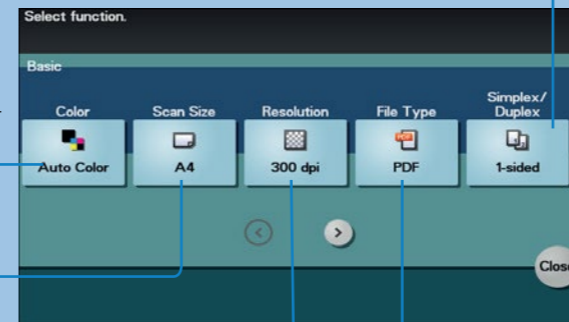 Select function.
Basic
Color
Scan Size
Resolution
File Type
Simplex/
Duplex
Auto Color
A4
300 dpi
PDF
1-sided
Close